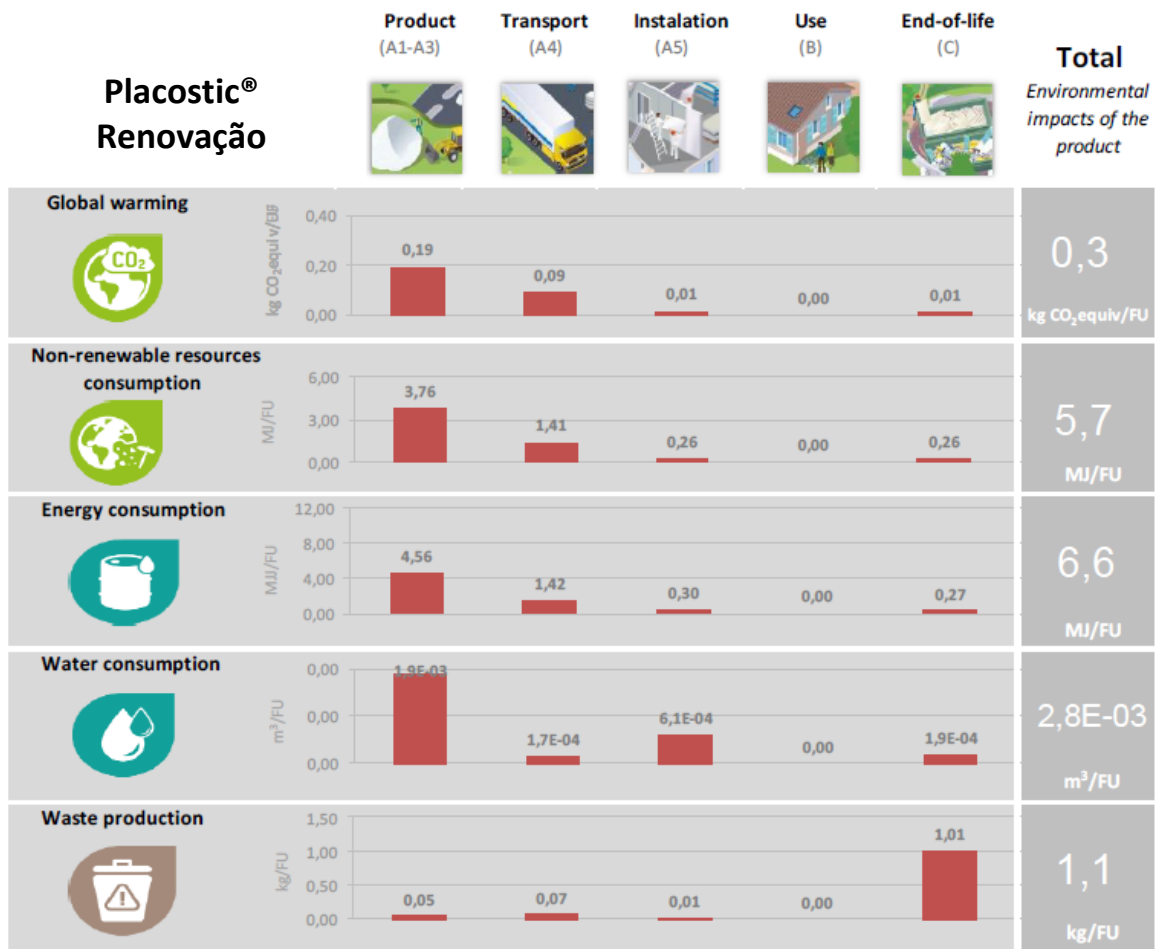 Product Transport Instalation Use End-of-life
(A1-A3) (A4) (A5) (B) (C)
Total
Environmental
impacts of the
product
Placostic®
Renovação
Global warming
CO₂
0,40
0,20
0,00
0,19 0,09 0,01 0,00 0,01
0,3
kg CO₂equiv/FU
Non-renewable resources
consumption
MJ/FU
6,00
3,00
0,00
3,76 1,41 0,26 0,00 0,26
5,7
MJ/FU
Energy consumption
12,00
8,00
4,00
0,00
4,56 1,42 0,30 0,00 0,27
6,6
MJ/FU
Water consumption
m³/FU
0,00
0,00
0,00
1,9E-03 1,7E-04 6,1E-04 0,00 1,9E-04
2,8E-03
m³/FU
Waste production
kg/FU
1,50
1,00
0,50
0,00
0,05 0,07 0,01 0,00 1,01
1,1
kg/FU